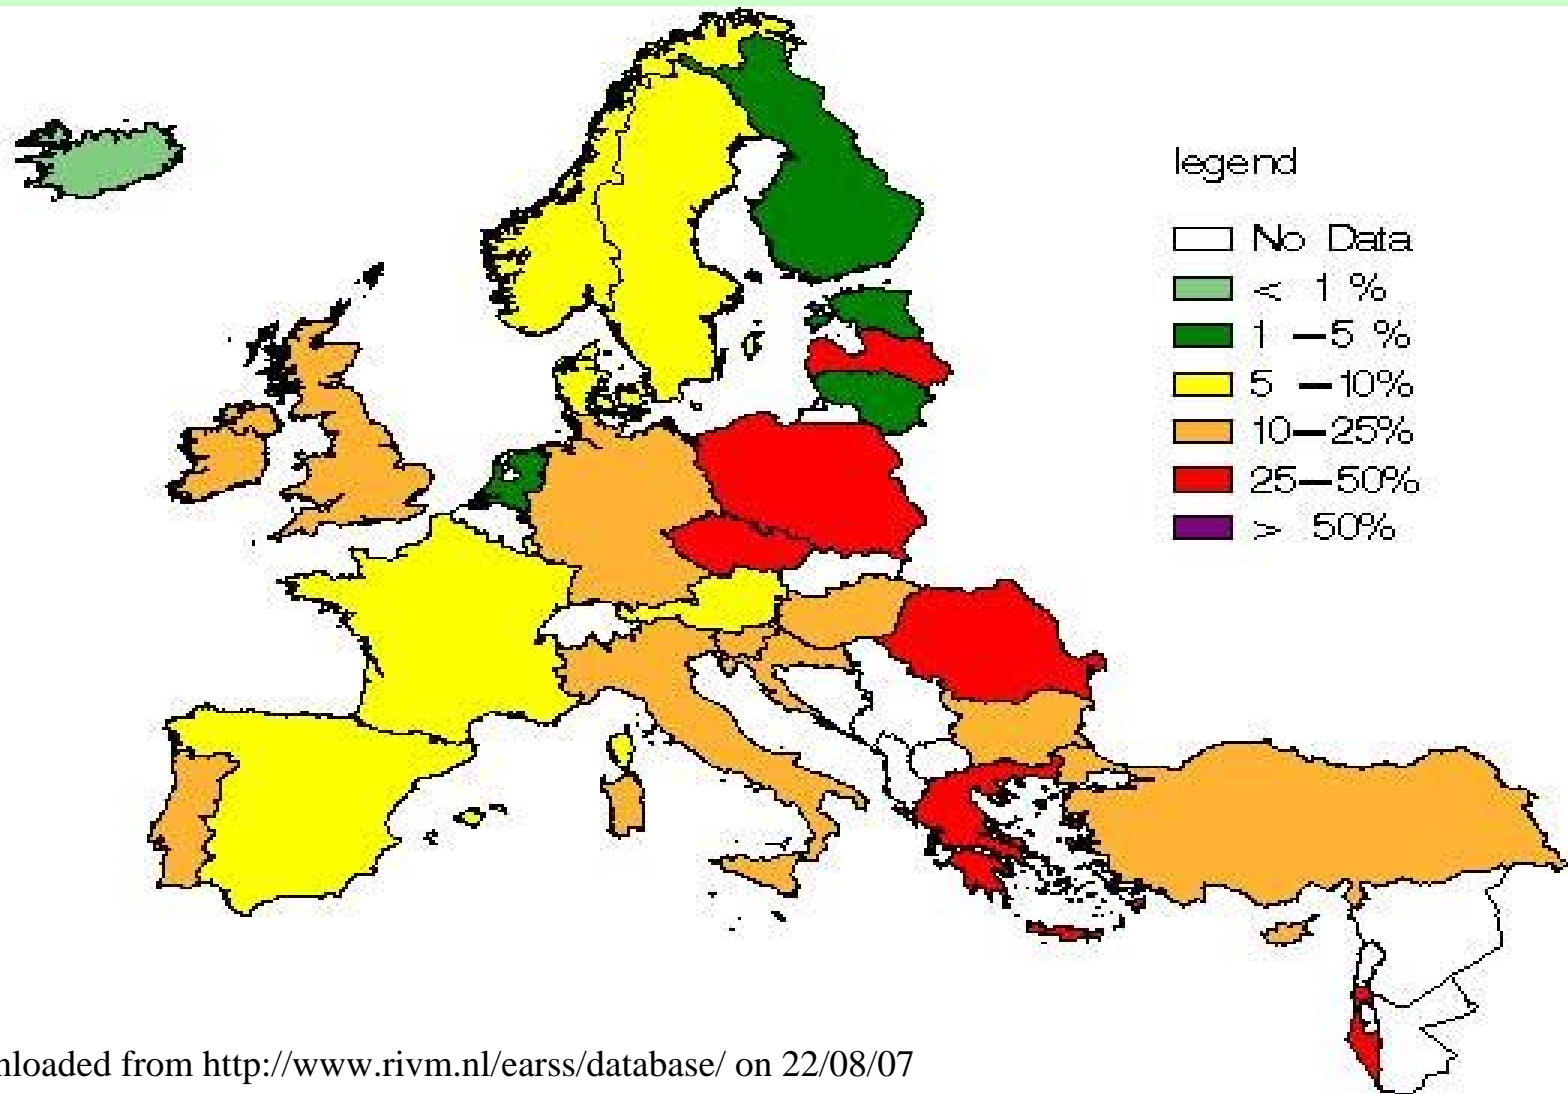 legend
No Data
< 1 %
1 —5 %
5 —10%
10—25%
25—50%
> 50%
nloaded from http://www.rivm.nl/earss/database/ on 22/08/07